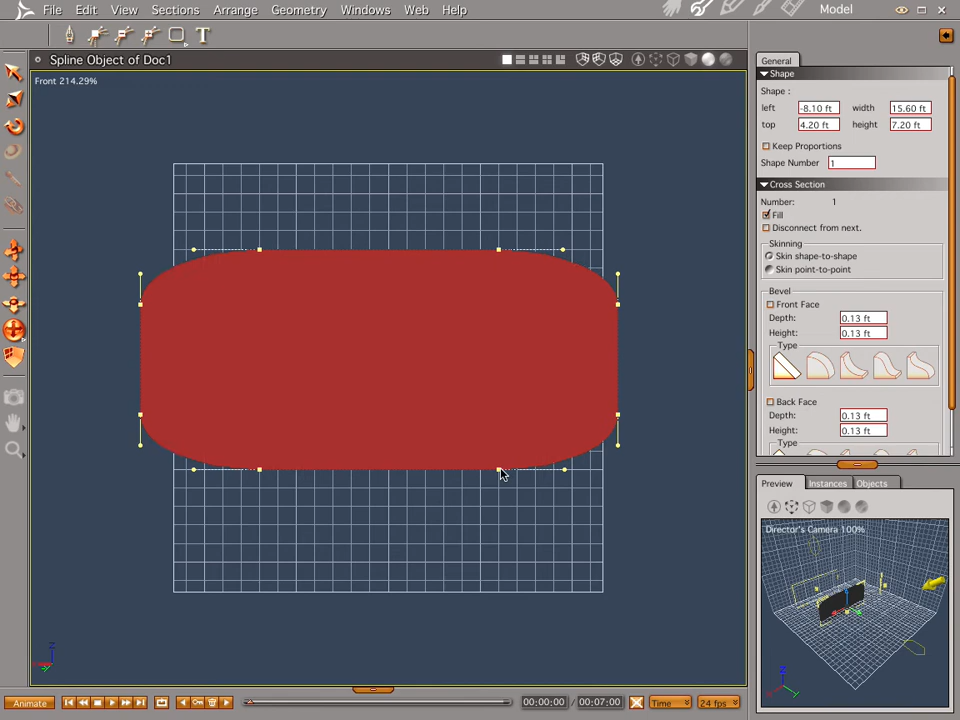 File Edit View Sections Arrange Geometry Windows Web Help Model
T
Spline Object of Doc1
Front 214.29%
General
Shape
Shape :
left -8.10 ft width 15.60 ft
top 4.20 ft height 7.20 ft
Keep Proportions
Shape Number 1
Cross Section
Number: 1
Fill
Disconnect from next.
Skinning
Skin shape-to-shape
Skin point-to-point
Bevel
Front Face
Depth: 0.13 ft
Height: 0.13 ft
Type
Back Face
Depth: 0.13 ft
Height: 0.13 ft
Type
Preview Instances Objects
Director's Camera 100%
Z
Z
Animate 00:00:00 / 00:07:00 Time 24 fps